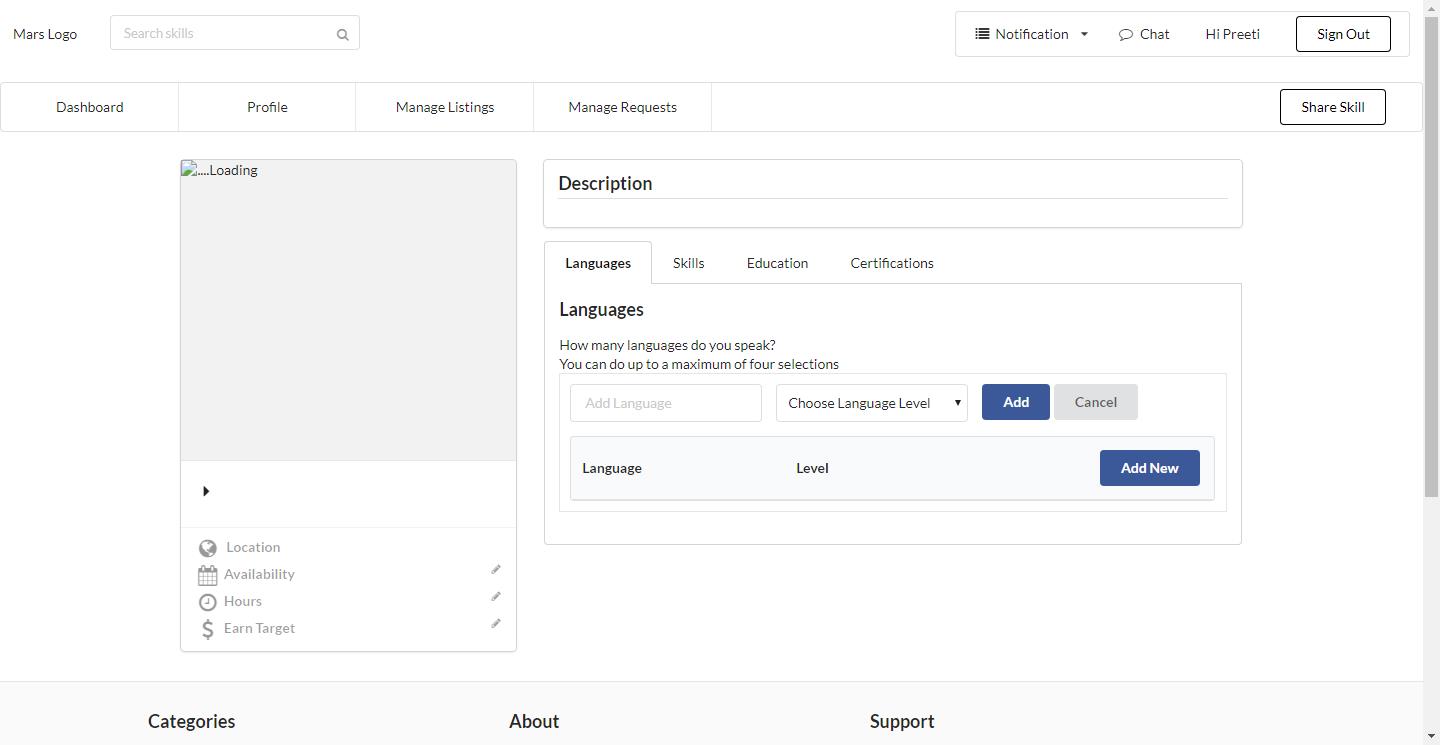 Mars Logo
Search skills
Notification
Chat
Hi Preeti
Sign Out
Dashboard
Profile
Manage Listings
Manage Requests
Share Skill
....Loading
Description
Languages
Skills
Education
Certifications
Languages
How many languages do you speak?
You can do up to a maximum of four selections
Add Language
Choose Language Level
Add
Cancel
Language
Level
Add New
Location
Availability
Hours
Earn Target
Categories
About
Support